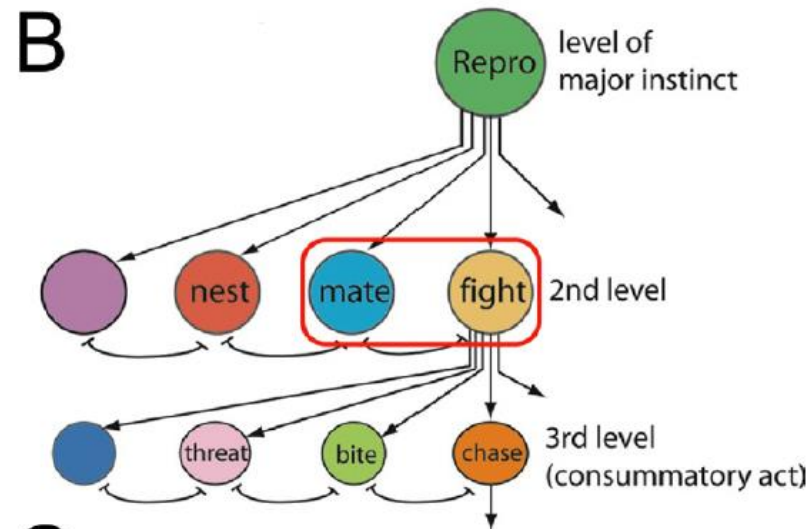 B
Repro
level of
major instinct
nest
mate
fight
2nd level
threat
bite
chase
3rd level
(consummatory act)